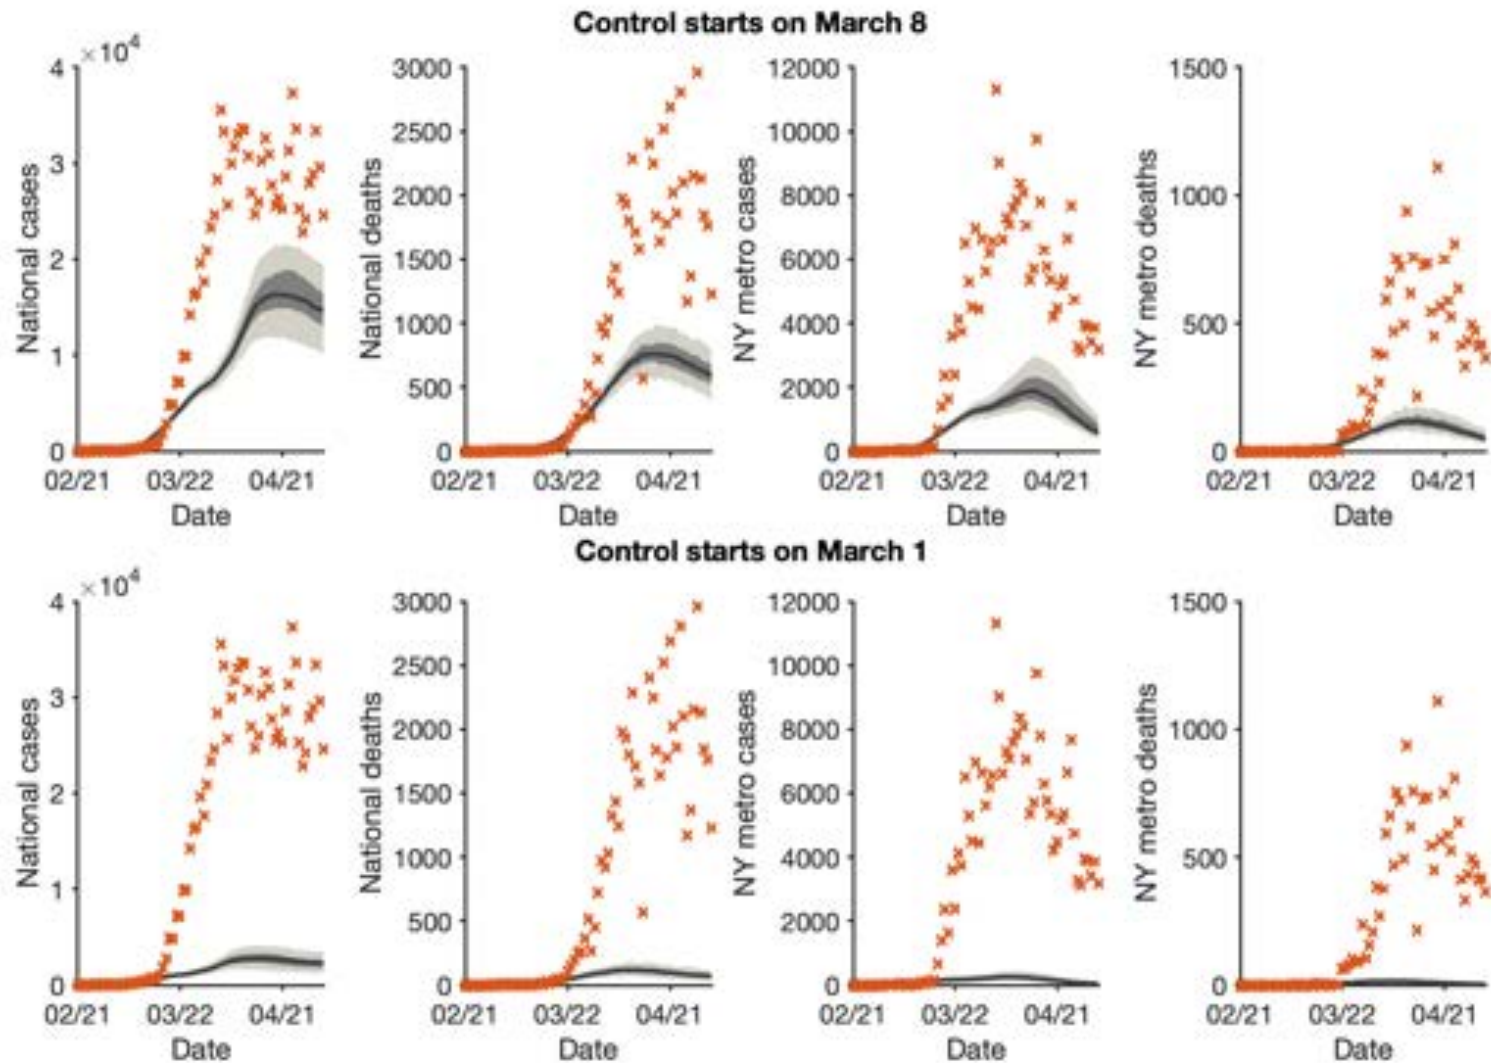 Control starts on March 8
×10⁴
4
3
2
1
0
National cases
02/21 03/22 04/21
Date
3000
2500
2000
1500
1000
500
0
National deaths
02/21 03/22 04/21
Date
12000
10000
8000
6000
4000
2000
0
NY metro cases
02/21 03/22 04/21
Date
1500
1000
500
0
NY metro deaths
02/21 03/22 04/21
Date
Control starts on March 1
×10⁴
4
3
2
1
0
National cases
02/21 03/22 04/21
Date
3000
2500
2000
1500
1000
500
0
National deaths
02/21 03/22 04/21
Date
12000
10000
8000
6000
4000
2000
0
NY metro cases
02/21 03/22 04/21
Date
1500
1000
500
0
NY metro deaths
02/21 03/22 04/21
Date